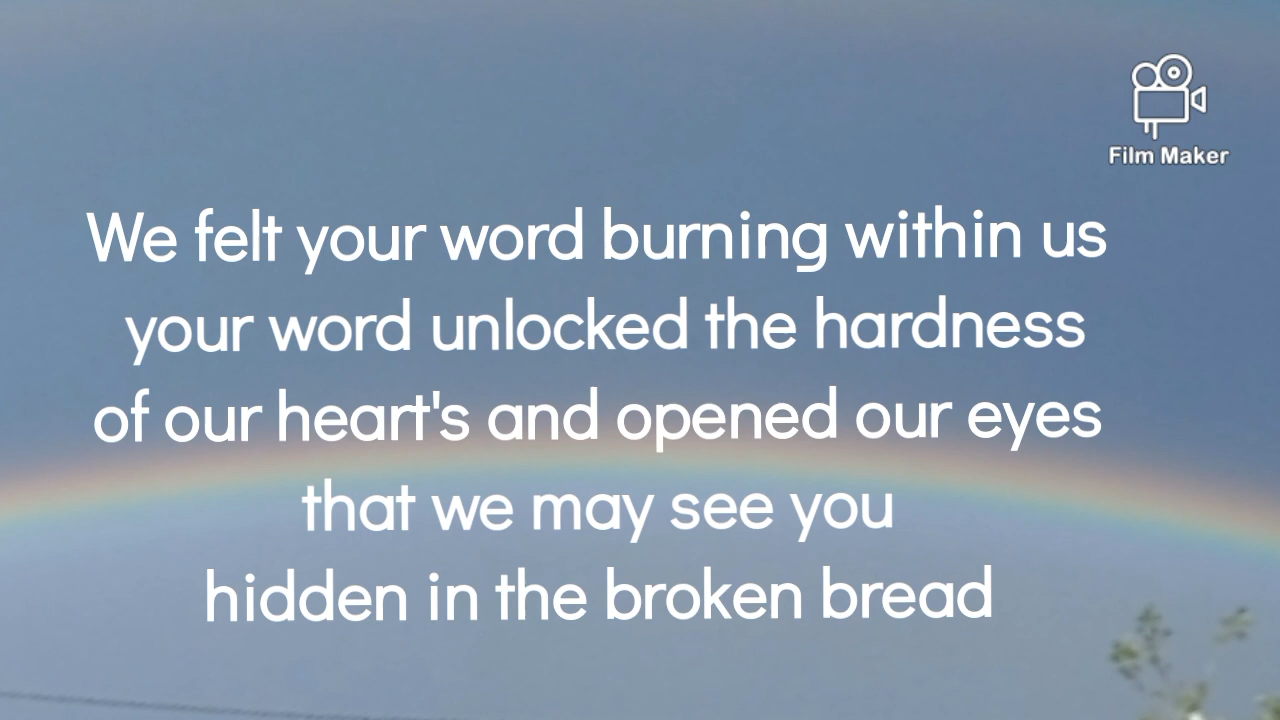 Film Maker
We felt your word burning within us
your word unlocked the hardness
of our heart's and opened our eyes
that we may see you
hidden in the broken bread